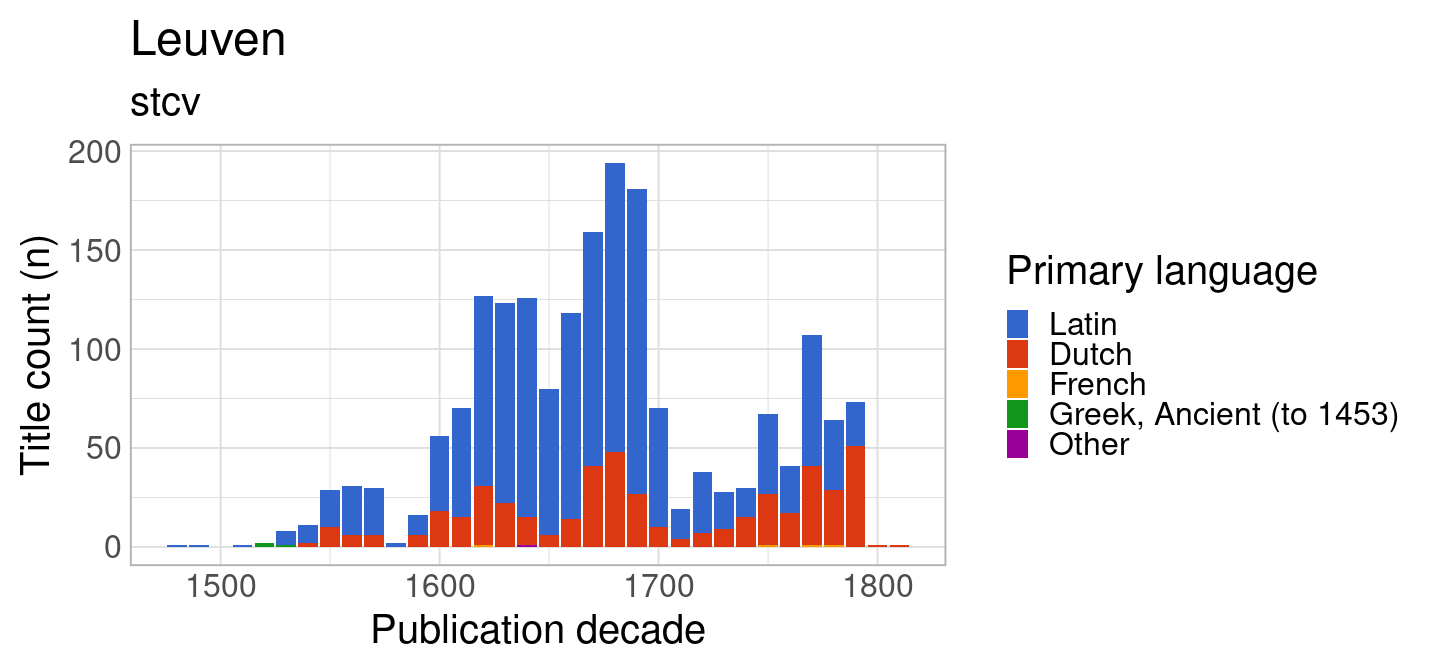 Leuven
stcv
200
150
100
50
0
Title count (n)
1500 1600 1700 1800
Publication decade
Primary language
Latin
Dutch
French
Greek, Ancient (to 1453)
Other